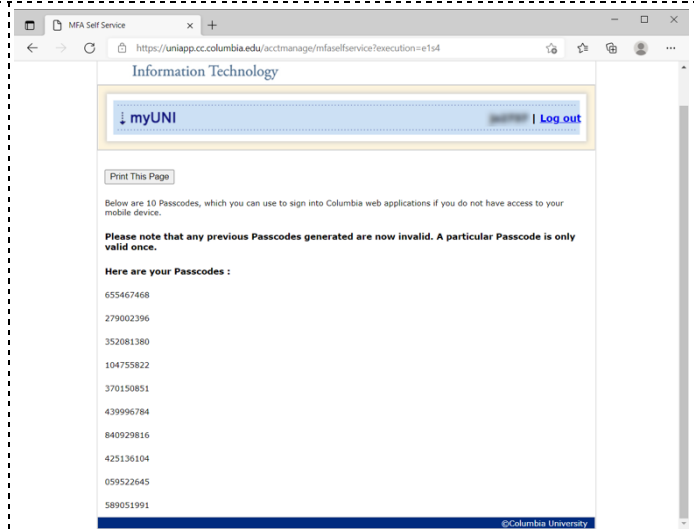 MFA Self Service
https://uniapp.cc.columbia.edu/acctmanage/mfaselfservice?execution=e1s4
Information Technology
myUNI
| Log out
Print This Page
Below are 10 Passcodes, which you can use to sign into Columbia web applications if you do not have access to your
mobile device.
Please note that any previous Passcodes generated are now invalid. A particular Passcode is only
valid once.
Here are your Passcodes :
655467468
279002396
352081380
104755822
370150851
439996784
840929816
425136104
059522645
589051991
©Columbia University